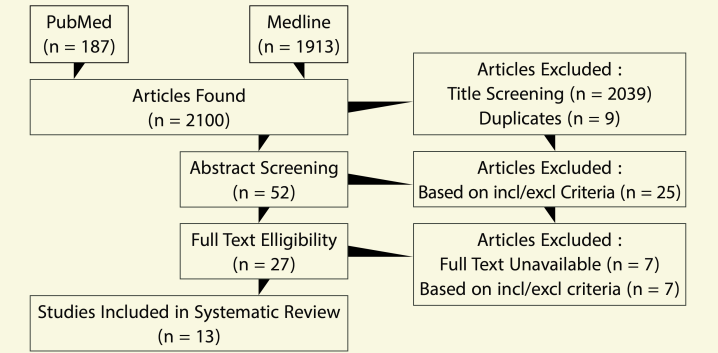 PubMed
(n = 187)
Medline
(n = 1913)
Articles Found
(n = 2100)
Articles Excluded :
Title Screening (n = 2039)
Duplicates (n = 9)
Abstract Screening
(n = 52)
Articles Excluded :
Based on incl/excl Criteria (n = 25)
Full Text Elligibility
(n = 27)
Articles Excluded :
Full Text Unavailable (n = 7)
Based on incl/excl criteria (n = 7)
Studies Included in Systematic Review
(n = 13)